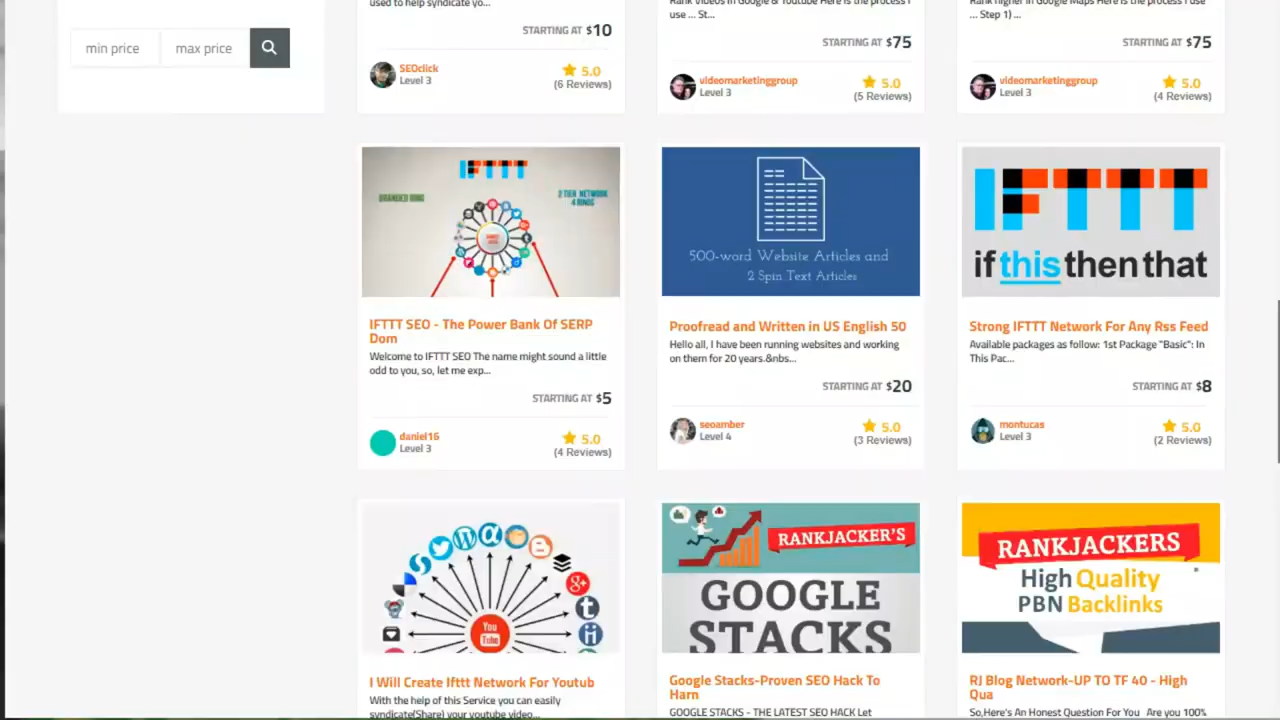 used to help syndicate yo...
STARTING AT $10
SEOclick
Level 3
5.0
(6 Reviews)
Rank Videos in Google & Youtube Here is the process I
use ... St...
STARTING AT $75
videomarketinggroup
Level 3
5.0
(5 Reviews)
Rank higher in Google Maps Here is the process I use
... Step 1) ...
STARTING AT $75
videomarketinggroup
Level 3
5.0
(4 Reviews)
min price
max price
IFTTT
BRANDED RING
2 TIER NETWORK
4 RINGS
IFTTT SEO - The Power Bank Of SERP
Dom
Welcome to IFTTT SEO The name might sound a little
odd to you, so, let me exp...
STARTING AT $5
daniel16
Level 3
5.0
(4 Reviews)
500-word Website Articles and
2 Spin Text Articles
Proofread and Written in US English 50
Hello all, I have been running websites and working
on them for 20 years.&nbs...
STARTING AT $20
seoamber
Level 4
5.0
(3 Reviews)
IFTTT
if this then that
Strong IFTTT Network For Any Rss Feed
Available packages as follow: 1st Package "Basic": In
This Pac...
STARTING AT $8
montucas
Level 3
5.0
(2 Reviews)
You
Tube
I Will Create Ifttt Network For Youtub
With the help of this Service you can easily
syndicate(Share) your youtube video...
RANKJACKER'S
GOOGLE
STACKS
Google Stacks-Proven SEO Hack To
Harn
GOOGLE STACKS - THE LATEST SEO HACK Let
RANKJACKERS
High Quality
PBN Backlinks
RJ Blog Network-UP TO TF 40 - High
Qua
So,Here's An Honest Question For You Are you 100%